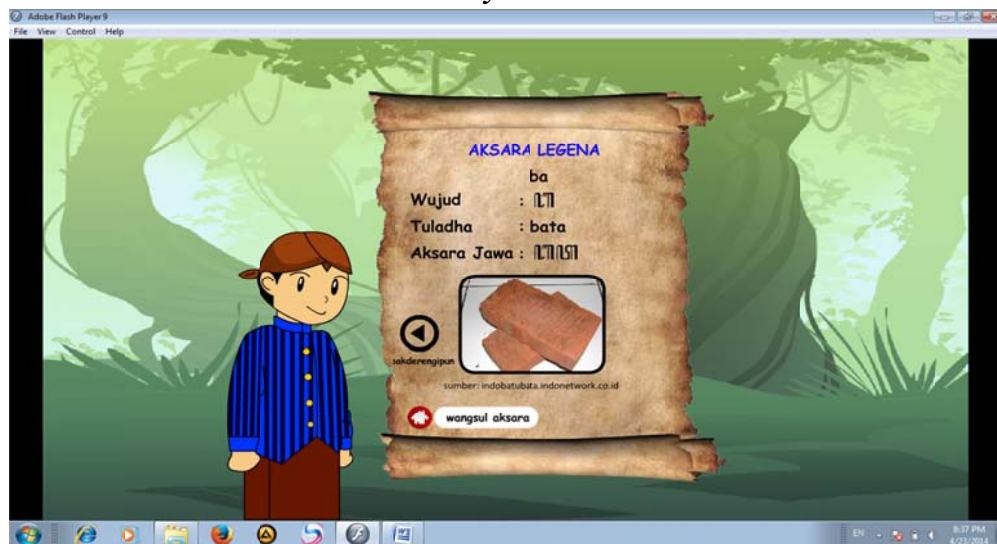 Adobe Flash Player 9
File View Control Help
AKSARA LEGENA
ba
Wujud : ꦧ
Tuladha : bata
Aksara Jawa : ꦧꦠ
sakderengipun
sumber: indobatubata.indonetwork.co.id
wangsul aksara
EN
8:37 PM
4/23/2014